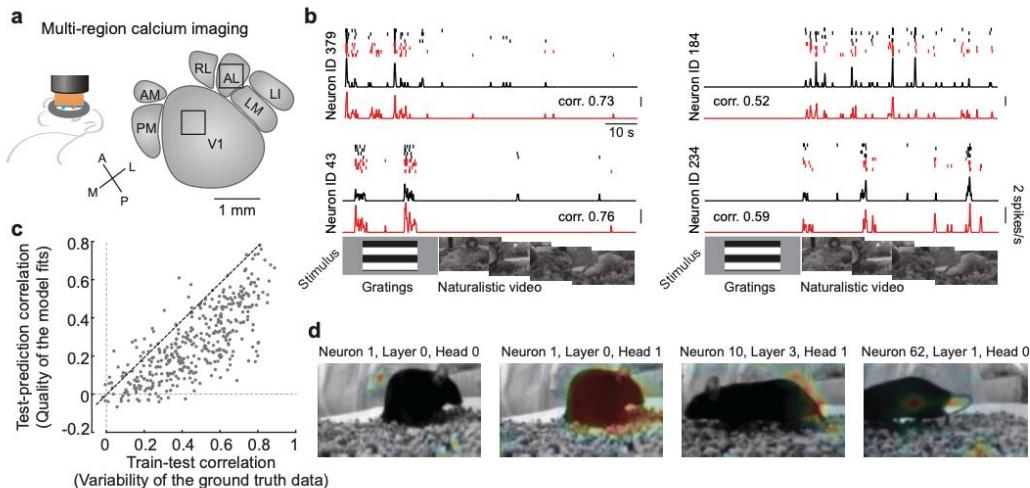 a
Multi-region calcium imaging
RL
AL
LI
AM
LM
PM
V1
A
L
M
P
1 mm
b
Neuron ID 379
corr. 0.73
10 s
Neuron ID 184
corr. 0.52
Neuron ID 43
corr. 0.76
Neuron ID 234
corr. 0.59
2 spikes/s
Stimulus
Gratings
Naturalistic video
Stimulus
Gratings
Naturalistic video
c
Test-prediction correlation
(Quality of the model fits)
0.8
0.6
0.4
0.2
0
-0.2
0
0.2
0.4
0.6
0.8
1
Train-test correlation
(Variability of the ground truth data)
d
Neuron 1, Layer 0, Head 0
Neuron 1, Layer 0, Head 1
Neuron 10, Layer 3, Head 1
Neuron 62, Layer 1, Head 0